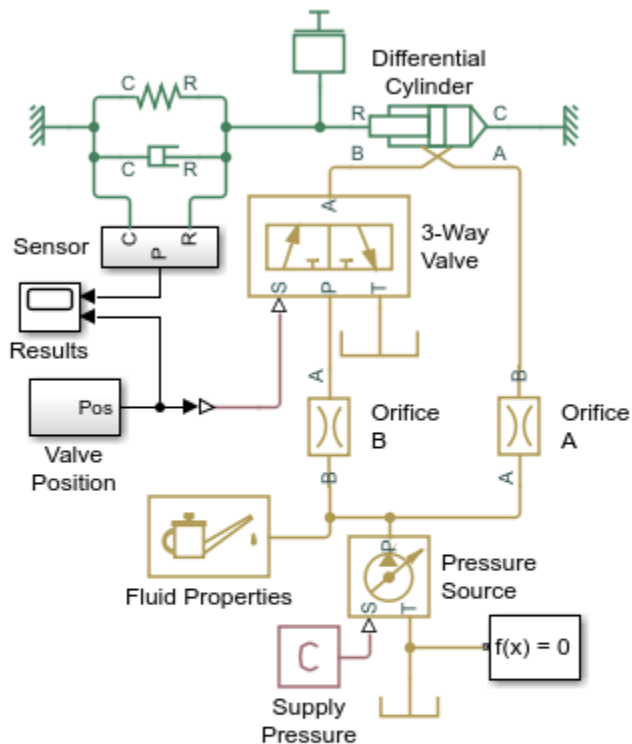 Differential
Cylinder
C
R
R
C
C
R
B
A
C
R
P
Sensor
A
3-Way
Valve
S
P
T
Results
Pos
Valve
Position
A
Orifice
B
B
B
Orifice
A
A
Fluid Properties
P
S
T
Pressure
Source
C
Supply
Pressure
f(x) = 0